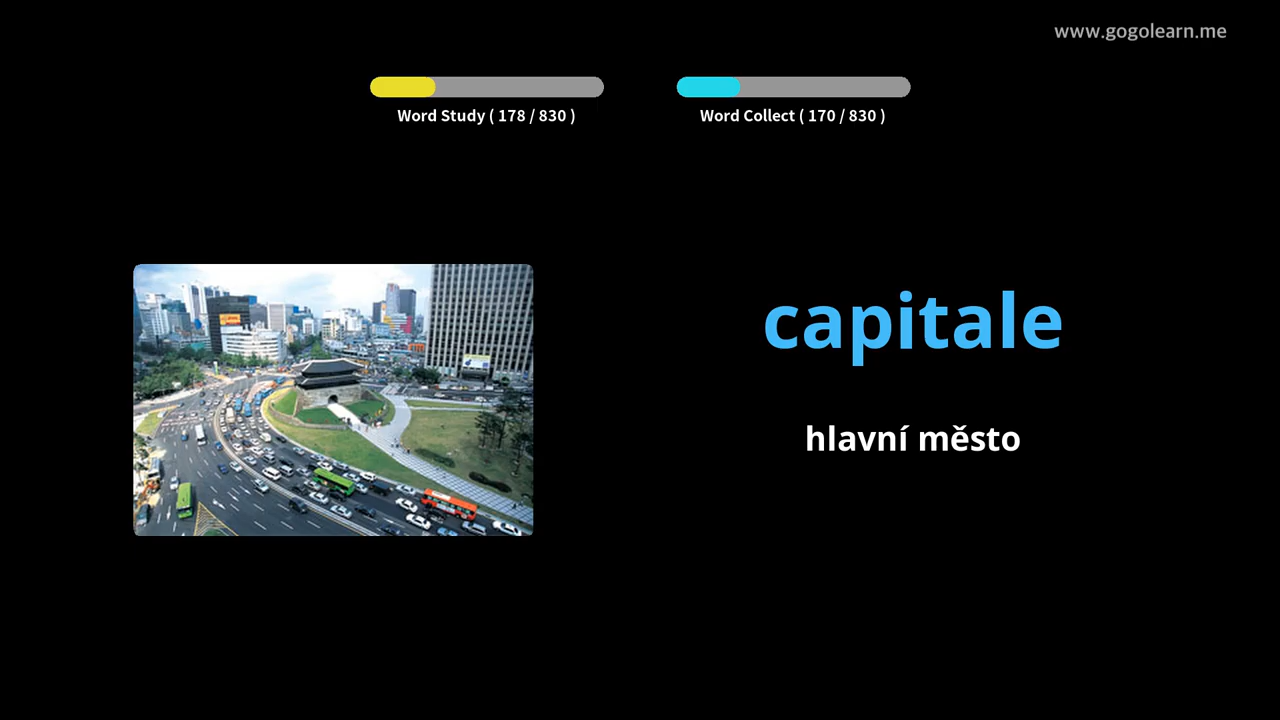 www.gogolearn.me
Word Study ( 178 / 830 )
Word Collect ( 170 / 830 )
capitale
hlavní město